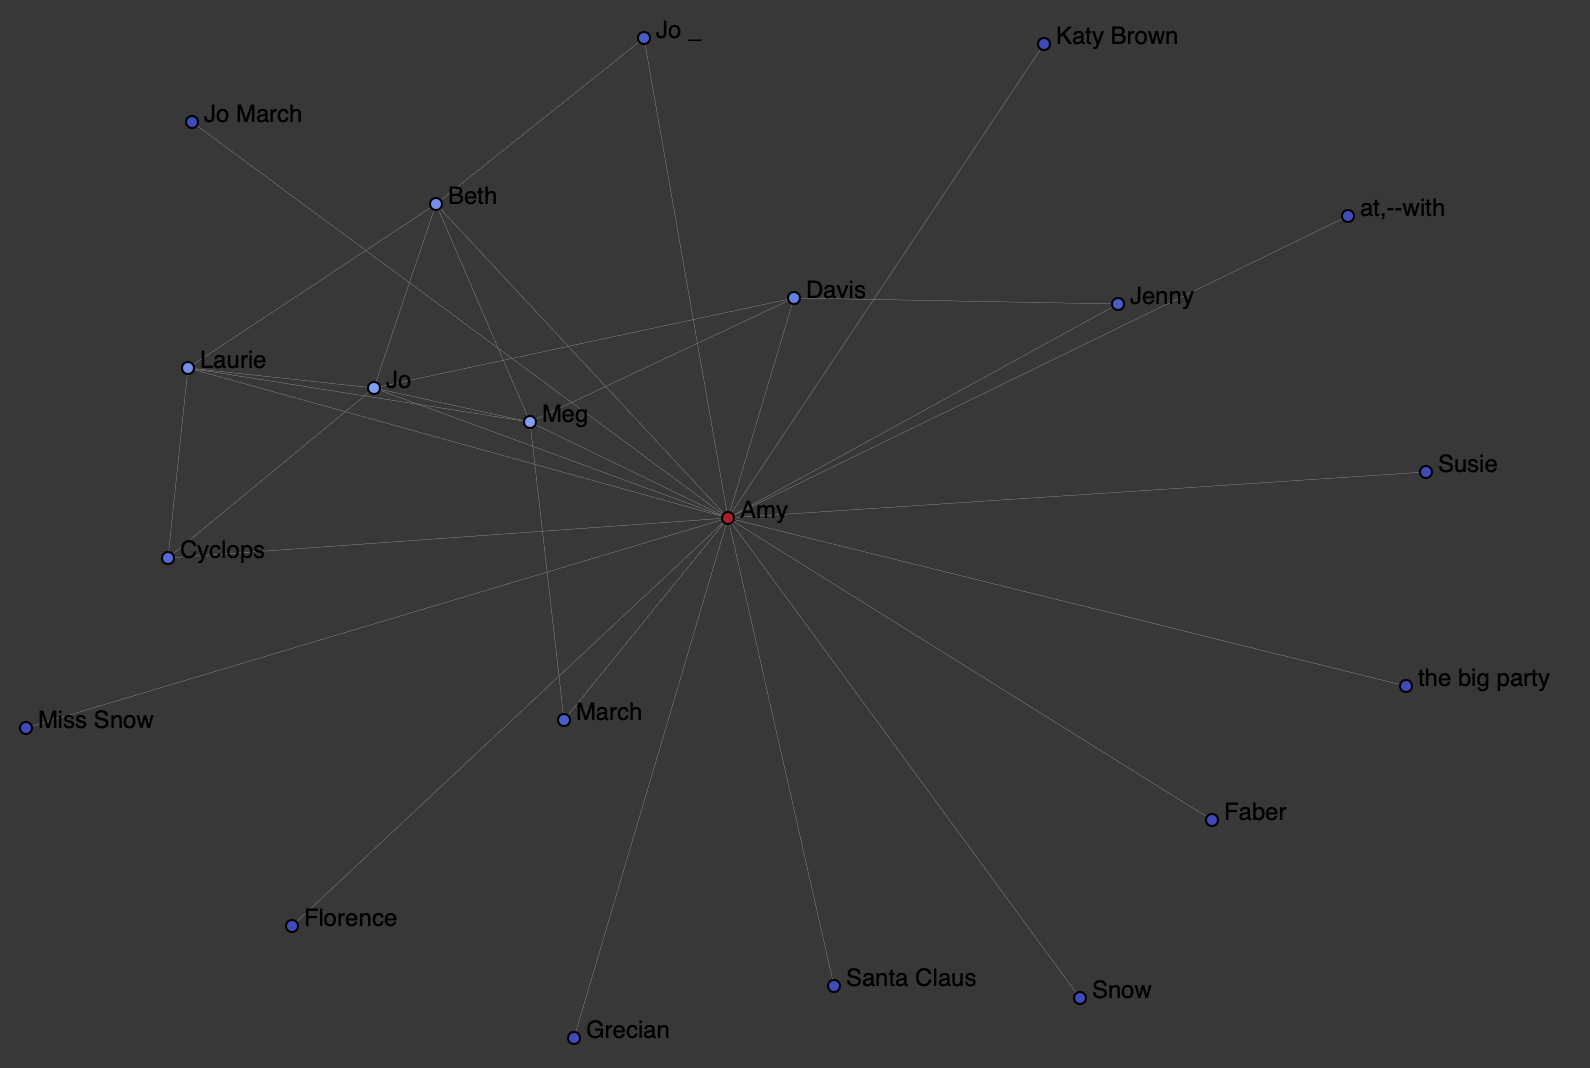 Jo _
Katy Brown
Jo March
Beth
at,--with
Davis
Jenny
Laurie
Jo
Meg
Susie
Amy
Cyclops
the big party
Miss Snow
March
Faber
Florence
Santa Claus
Snow
Grecian